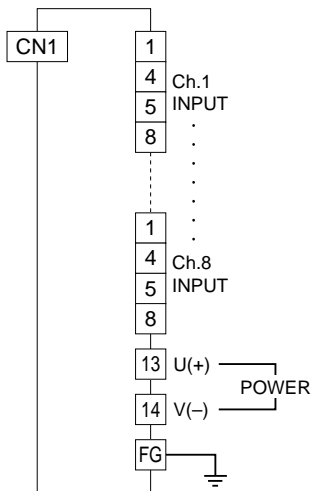 CN1
1
4
5
8
Ch.1
INPUT
1
4
5
8
Ch.8
INPUT
13 U(+)
POWER
14 V(–)
FG